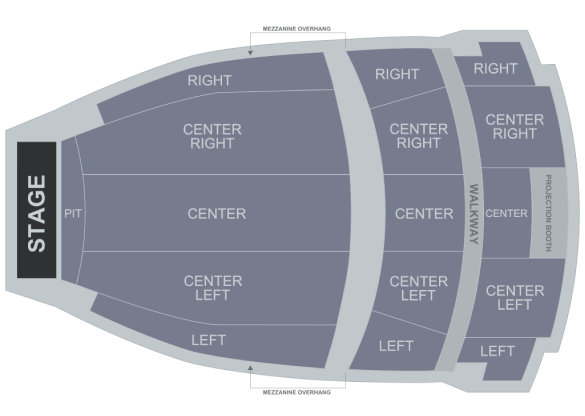 MEZZANINE OVERHANG
RIGHT
RIGHT
RIGHT
CENTER
RIGHT
CENTER
RIGHT
CENTER
RIGHT
STAGE
PIT
CENTER
CENTER
WALKWAY
CENTER
PROJECTION BOOTH
CENTER
LEFT
CENTER
LEFT
CENTER
LEFT
LEFT
LEFT
LEFT
MEZZANINE OVERHANG